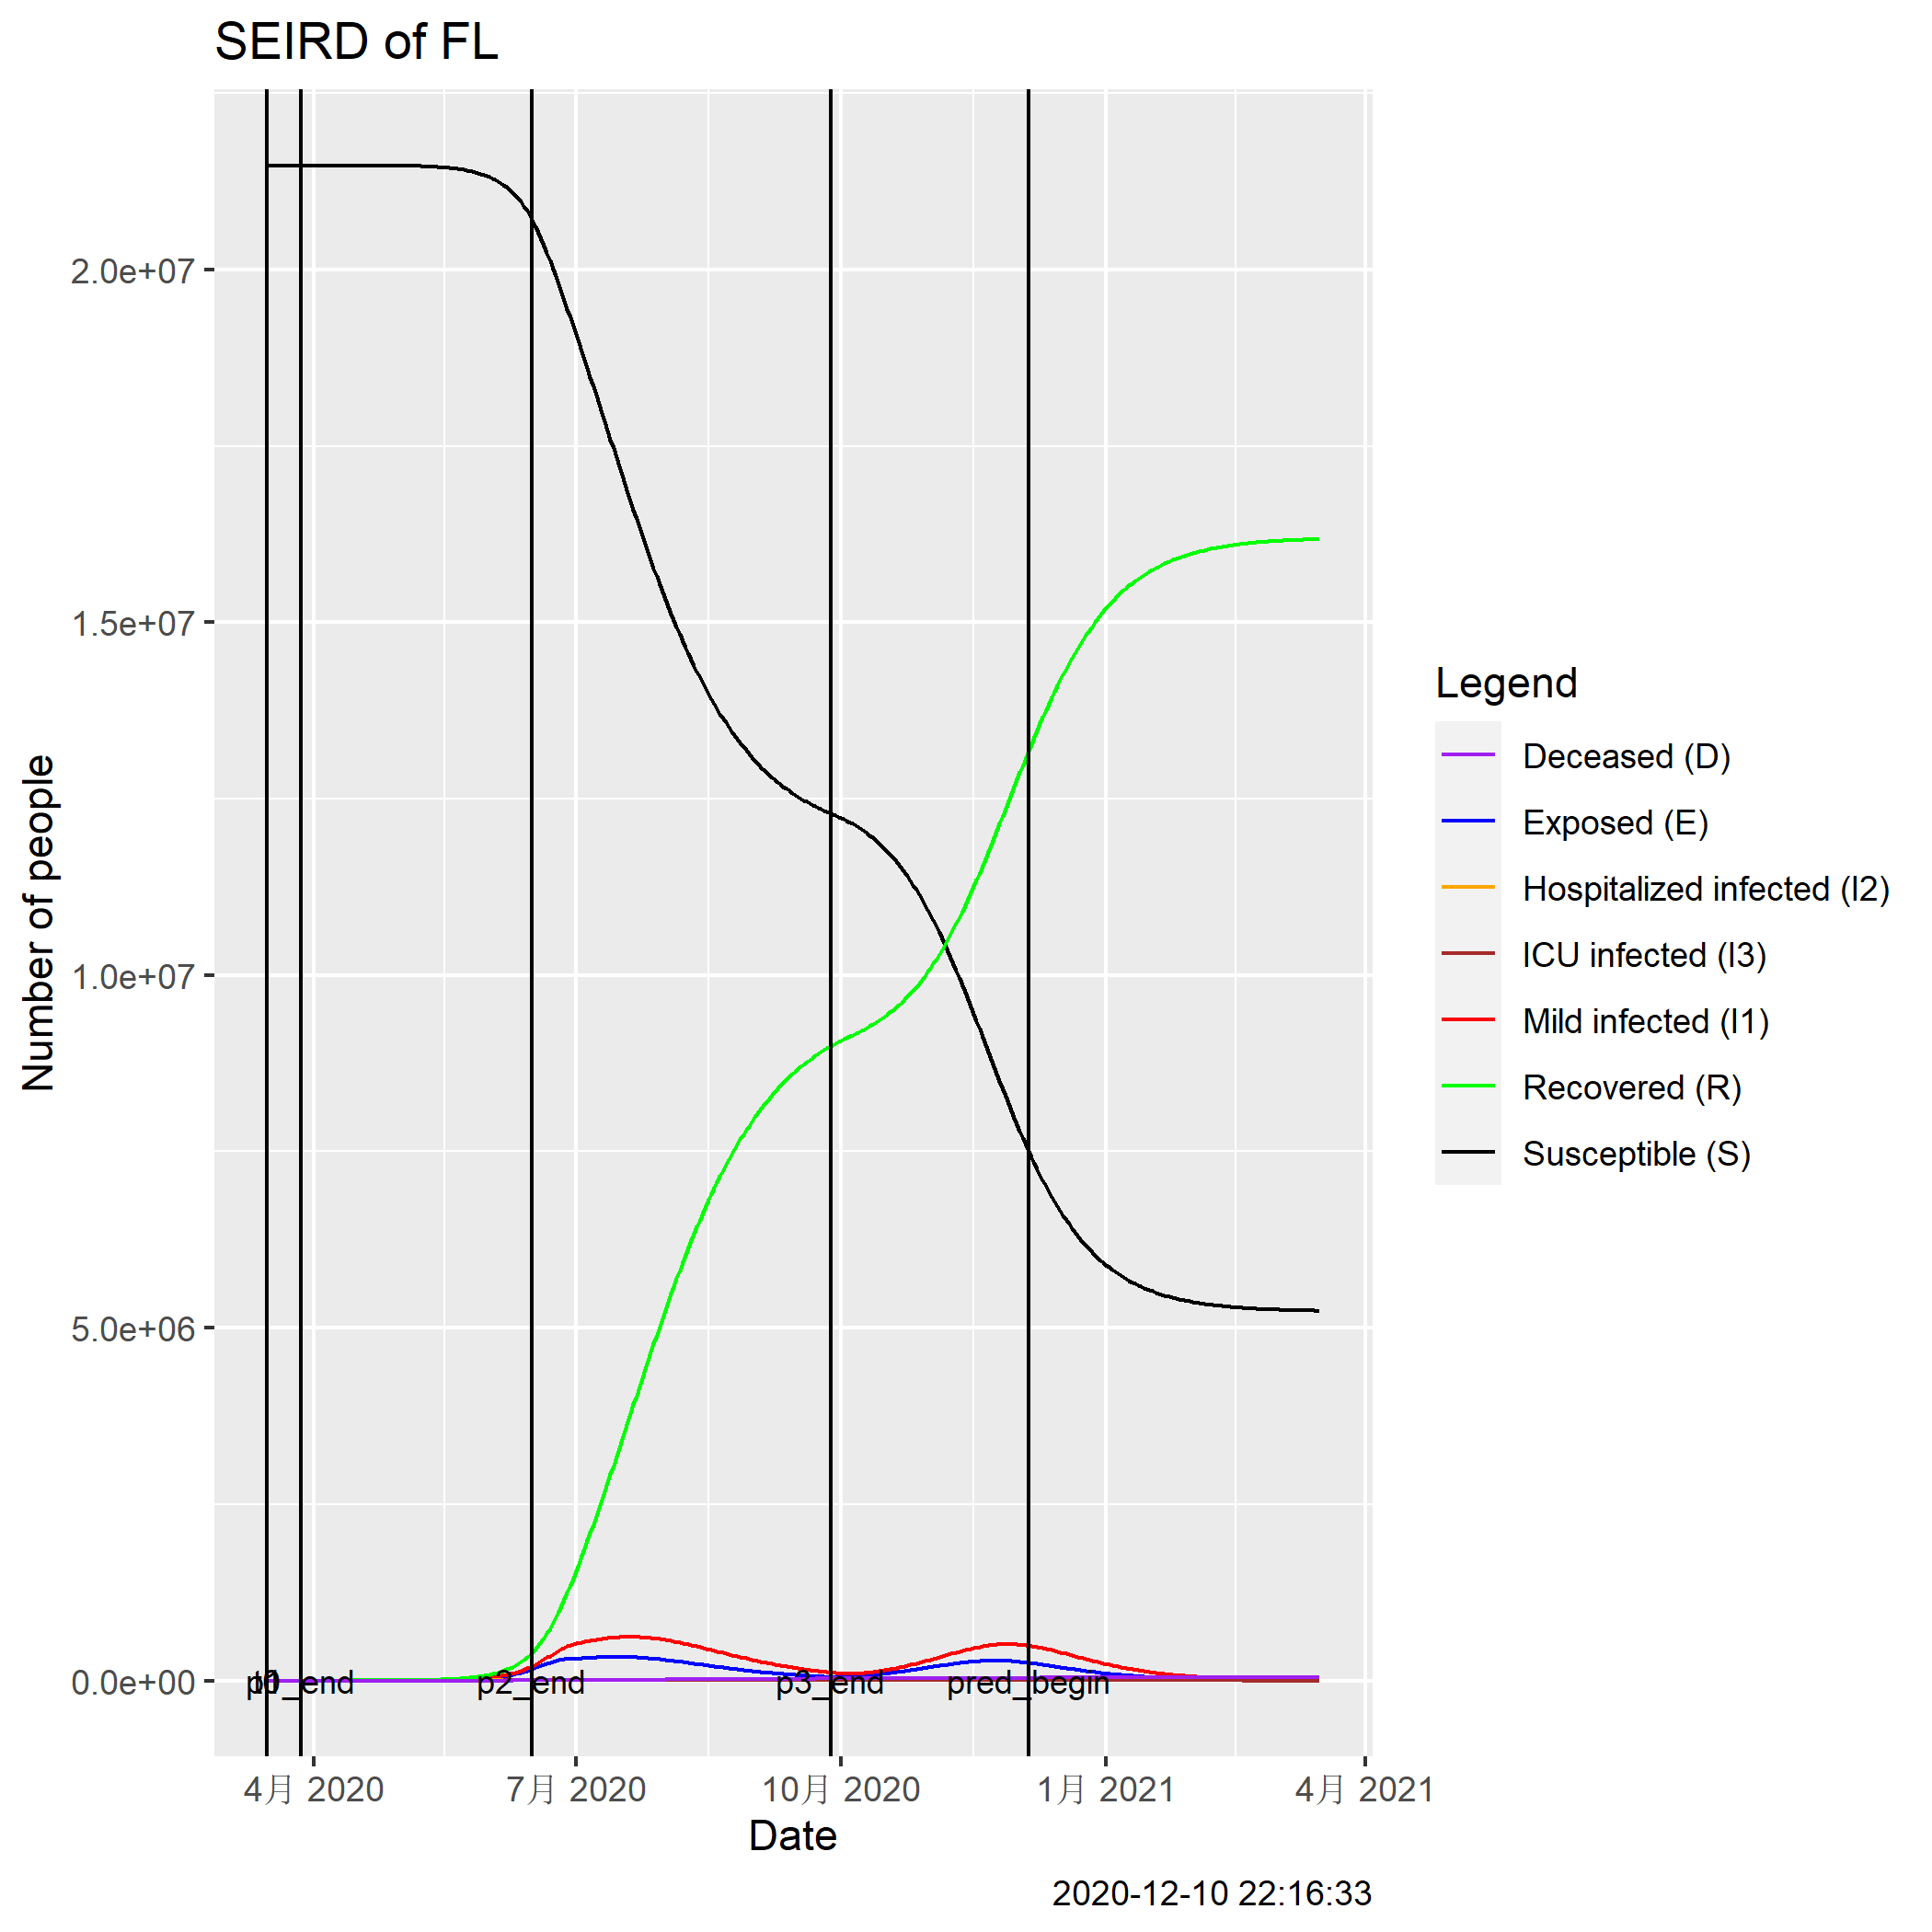 SEIRD of FL
Number of people
2.0e+07
1.5e+07
1.0e+07
5.0e+06
0.0e+00
p1_end
p2_end
p3_end
pred_begin
4月 2020
7月 2020
10月 2020
1月 2021
4月 2021
Date
Legend
Deceased (D)
Exposed (E)
Hospitalized infected (I2)
ICU infected (I3)
Mild infected (I1)
Recovered (R)
Susceptible (S)
2020-12-10 22:16:33